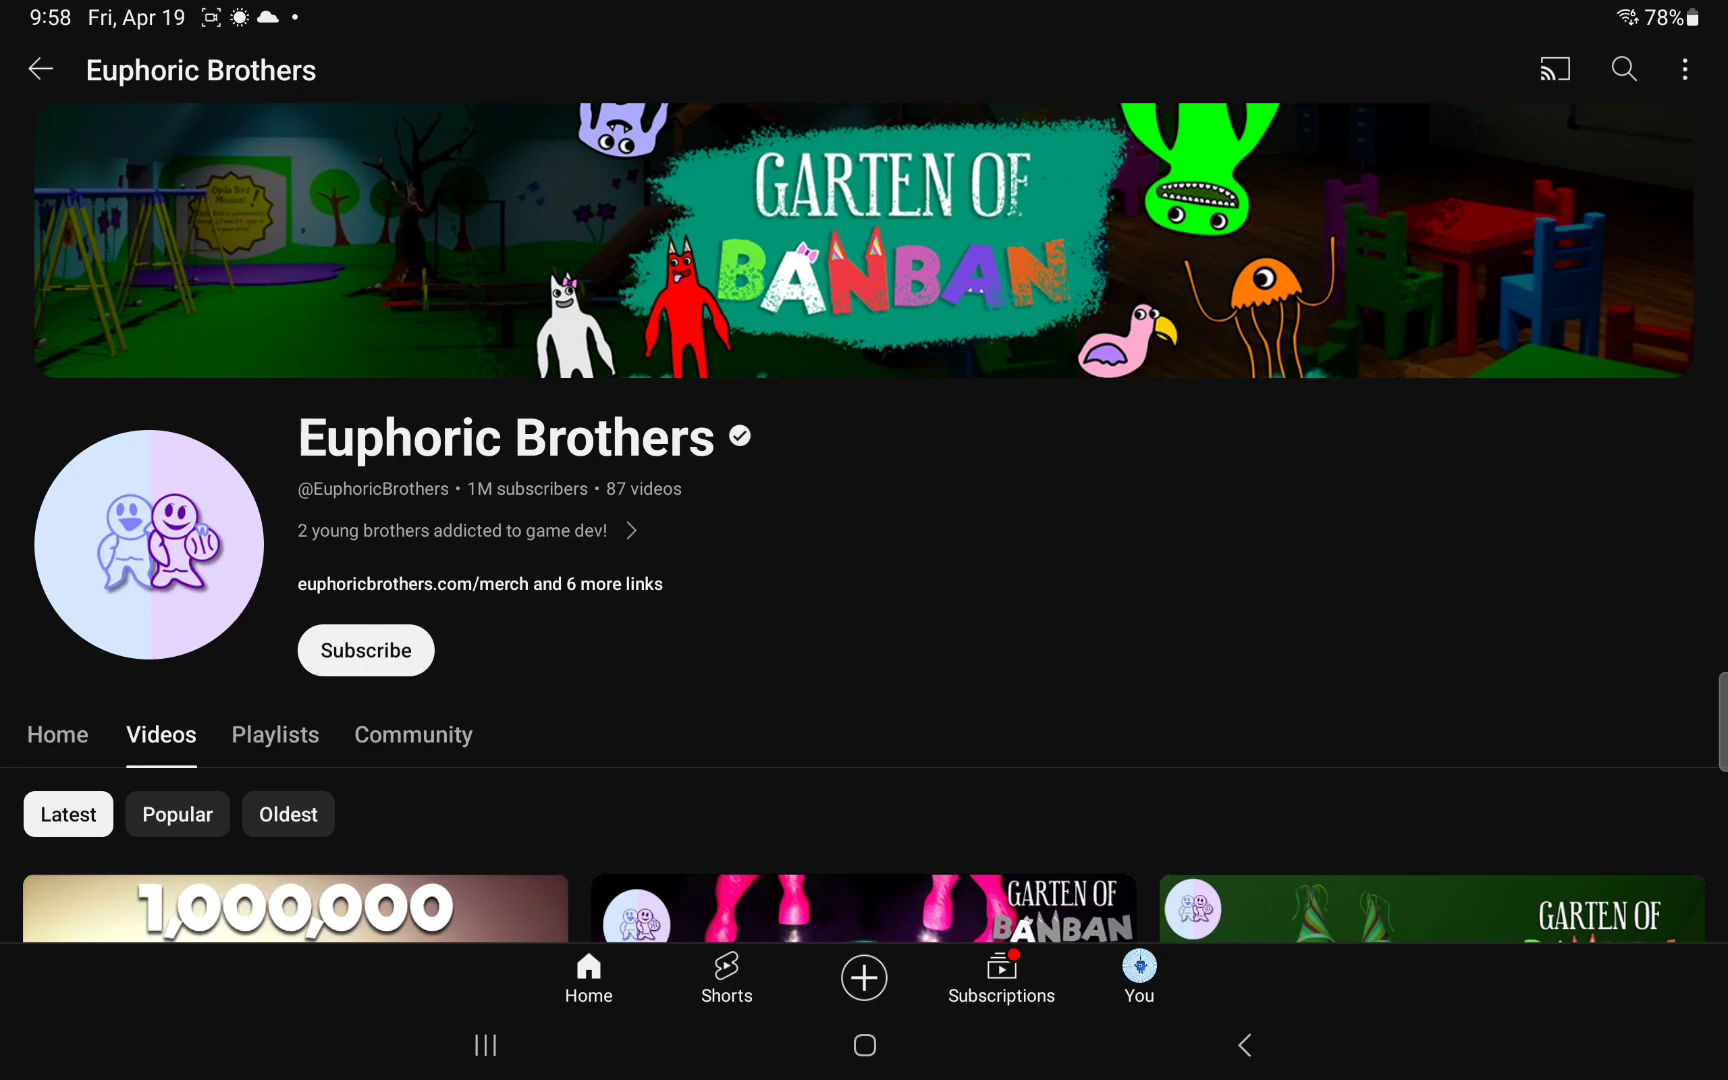 9:58 Fri, Apr 19
78%
Euphoric Brothers
GARTEN OF
BANBAN
Euphoric Brothers
@EuphoricBrothers • 1M subscribers • 87 videos
2 young brothers addicted to game dev!
euphoricbrothers.com/merch and 6 more links
Subscribe
Home Videos Playlists Community
Latest Popular Oldest
1,000,000
GARTEN OF
BANBAN
GARTEN OF
Home Shorts Subscriptions You